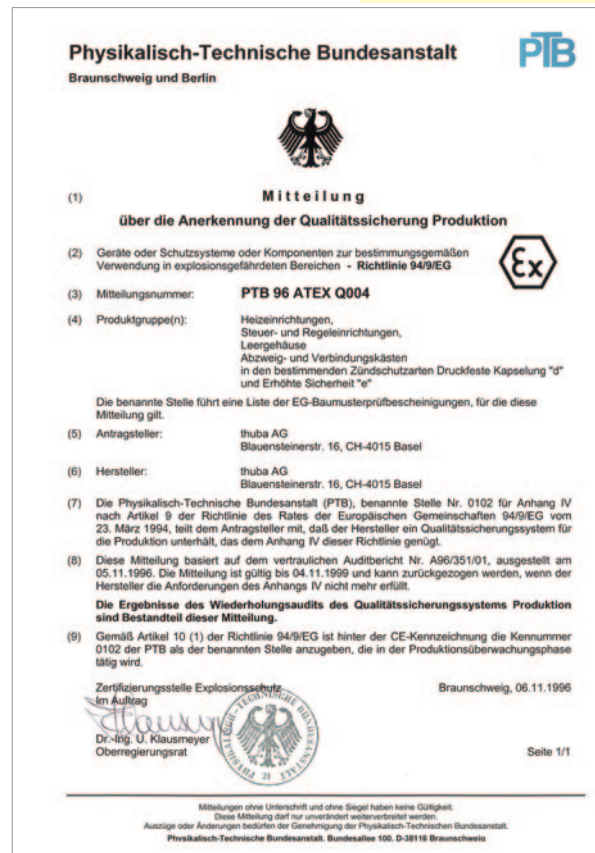 Physikalisch-Technische Bundesanstalt
PTB
Braunschweig und Berlin
(1) Mitteilung
über die Anerkennung der Qualitätssicherung Produktion
(2) Geräte oder Schutzsysteme oder Komponenten zur bestimmungsgemäßen
Verwendung in explosionsgefährdeten Bereichen - Richtlinie 94/9/EG
Ex
(3) Mitteilungsnummer: PTB 96 ATEX Q004
(4) Produktgruppe(n): Heizeinrichtungen,
Steuer- und Regeleinrichtungen,
Leergehäuse
Abzweig- und Verbindungskästen
in den bestimmenden Zündschutzarten Druckfeste Kapselung "d"
und Erhöhte Sicherheit "e"
Die benannte Stelle führt eine Liste der EG-Baumusterprüfbescheinigungen, für die diese
Mitteilung gilt.
(5) Antragsteller: thuba AG
Blauensteinerstr. 16, CH-4015 Basel
(6) Hersteller: thuba AG
Blauensteinerstr. 16, CH-4015 Basel
(7) Die Physikalisch-Technische Bundesanstalt (PTB), benannte Stelle Nr. 0102 für Anhang IV
nach Artikel 9 der Richtlinie des Rates der Europäischen Gemeinschaften 94/9/EG vom
23. März 1994, teilt dem Antragsteller mit, daß der Hersteller ein Qualitätssicherungssystem für
die Produktion unterhält, das dem Anhang IV dieser Richtlinie genügt.
(8) Diese Mitteilung basiert auf dem vertraulichen Auditbericht Nr. A96/351/01, ausgestellt am
05.11.1996. Die Mitteilung ist gültig bis 04.11.1999 und kann zurückgezogen werden, wenn der
Hersteller die Anforderungen des Anhangs IV nicht mehr erfüllt.
Die Ergebnisse des Wiederholungsaudits des Qualitätssicherungssystems Produktion
sind Bestandteil dieser Mitteilung.
(9) Gemäß Artikel 10 (1) der Richtlinie 94/9/EG ist hinter der CE-Kennzeichnung die Kennummer
0102 der PTB als der benannten Stelle anzugeben, die in der Produktionsüberwachungsphase
tätig wird.
Zertifizierungsstelle Explosionsschutz Braunschweig, 06.11.1996
Im Auftrag
Dr.-Ing. U. Klausmeyer
Oberregierungsrat Seite 1/1
Mitteilungen ohne Unterschrift und ohne Siegel haben keine Gültigkeit.
Diese Mitteilung darf nur unverändert weiterverbreitet werden.
Auszüge oder Änderungen bedürfen der Genehmigung der Physikalisch-Technischen Bundesanstalt.
Physikalisch-Technische Bundesanstalt, Bundesallee 100, D-38116 Braunschweig